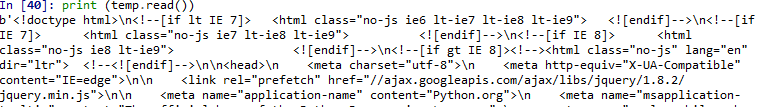 In [40]: print (temp.read())
b'<!doctype html>\n<!--[if lt IE 7]>   <html class="no-js ie6 lt-ie7 lt-ie8 lt-ie9">   <![endif]-->\n<!--[if
IE 7]>      <html class="no-js ie7 lt-ie8 lt-ie9">          <![endif]-->\n<!--[if IE 8]>      <html
class="no-js ie8 lt-ie9">                 <![endif]-->\n<!--[if gt IE 8]><!--><html class="no-js" lang="en"
dir="ltr">  <!--<![endif]-->\n\n<head>\n    <meta charset="utf-8">\n    <meta http-equiv="X-UA-Compatible"
content="IE=edge">\n\n    <link rel="prefetch" href="//ajax.googleapis.com/ajax/libs/jquery/1.8.2/
jquery.min.js">\n\n    <meta name="application-name" content="Python.org">\n    <meta name="msapplication-